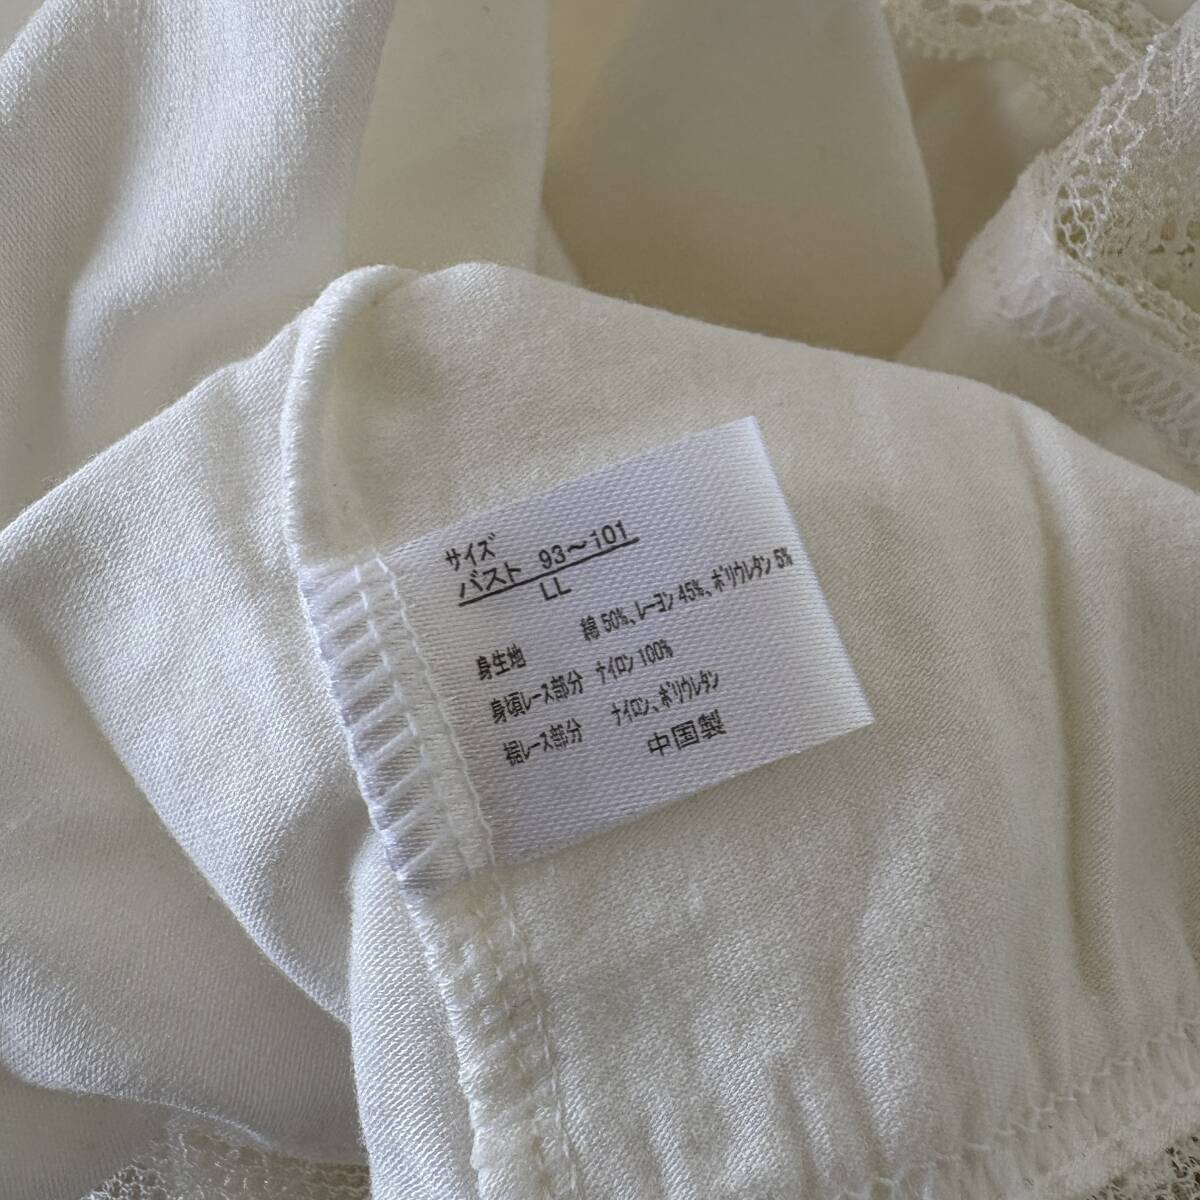 サイズ
バスト 93～101
LL
身生地 綿 50%、レーヨン 45%、ポリウレタン 5%
身頃レース部分 ナイロン 100%
裾レース部分 ナイロン、ポリウレタン
中国製